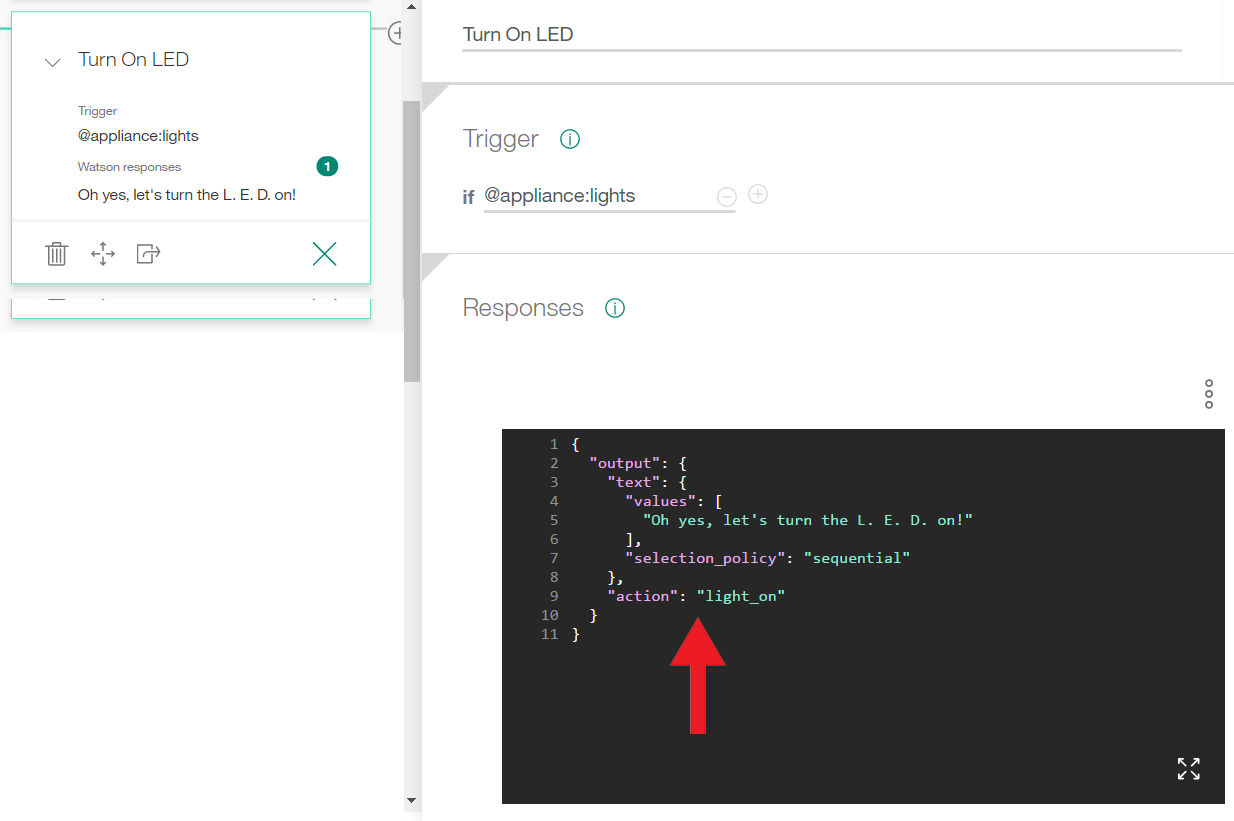 Turn On LED
Trigger
@appliance:lights
Watson responses
1
Oh yes, let's turn the L. E. D. on!
Turn On LED
Trigger
if @appliance:lights
Responses
1 {
2 "output": {
3 "text": {
4 "values": [
5 "Oh yes, let's turn the L. E. D. on!"
6 ],
7 "selection_policy": "sequential"
8 },
9 "action": "light_on"
10 }
11 }